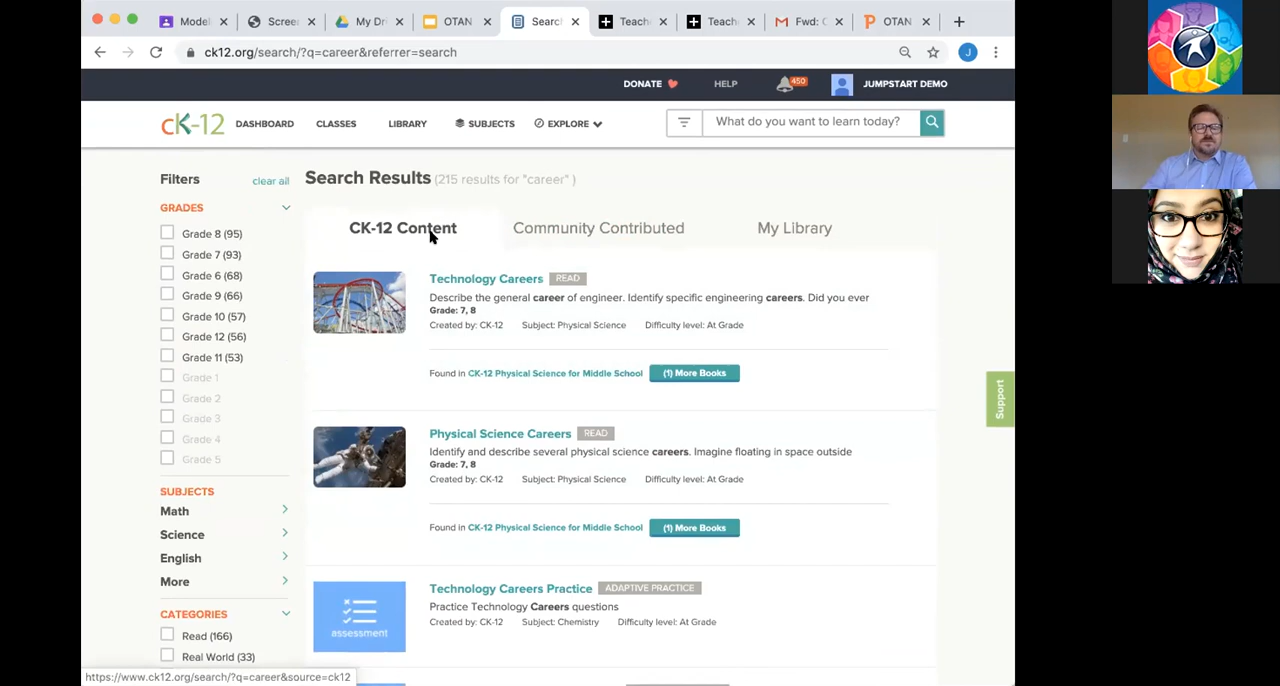 Model
Scree
My Dr
OTAN
Searc
Teach
Teach
Fwd: C
OTAN
ck12.org/search/?q=career&referrer=search
J
DONATE
HELP
450
JUMPSTART DEMO
cK-12
DASHBOARD
CLASSES
LIBRARY
SUBJECTS
EXPLORE
What do you want to learn today?
Filters
clear all
Search Results (215 results for "career" )
GRADES
CK-12 Content
Community Contributed
My Library
Grade 8 (95)
Grade 7 (93)
Grade 6 (68)
Grade 9 (66)
Grade 10 (57)
Grade 12 (56)
Grade 11 (53)
Grade 1
Grade 2
Grade 3
Grade 4
Grade 5
Technology Careers READ
Describe the general career of engineer. Identify specific engineering careers. Did you ever
Grade: 7, 8
Created by: CK-12 Subject: Physical Science Difficulty level: At Grade
Found in CK-12 Physical Science for Middle School (1) More Books
Physical Science Careers READ
Identify and describe several physical science careers. Imagine floating in space outside
Grade: 7, 8
Created by: CK-12 Subject: Physical Science Difficulty level: At Grade
Found in CK-12 Physical Science for Middle School (1) More Books
SUBJECTS
Math
Science
English
More
assessment
Technology Careers Practice ADAPTIVE PRACTICE
Practice Technology Careers questions
Created by: CK-12 Subject: Chemistry Difficulty level: At Grade
CATEGORIES
Read (166)
Real World (33)
Support
https://www.ck12.org/search/?q=career&source=ck12